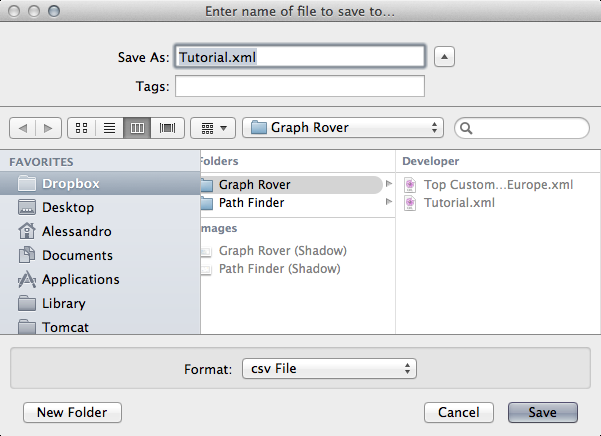 Enter name of file to save to...
Save As: Tutorial.xml
Tags:
Graph Rover
FAVORITES
Dropbox
Desktop
Alessandro
Documents
Applications
Library
Tomcat
Folders
Graph Rover
Path Finder
mages
Graph Rover (Shadow)
Path Finder (Shadow)
Developer
Top Custom...Europe.xml
Tutorial.xml
Format: csv File
New Folder
Cancel
Save